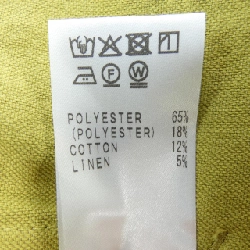 POLYESTER 65%
(POLYESTER) 18%
COTTON 12%
LINEN 5%